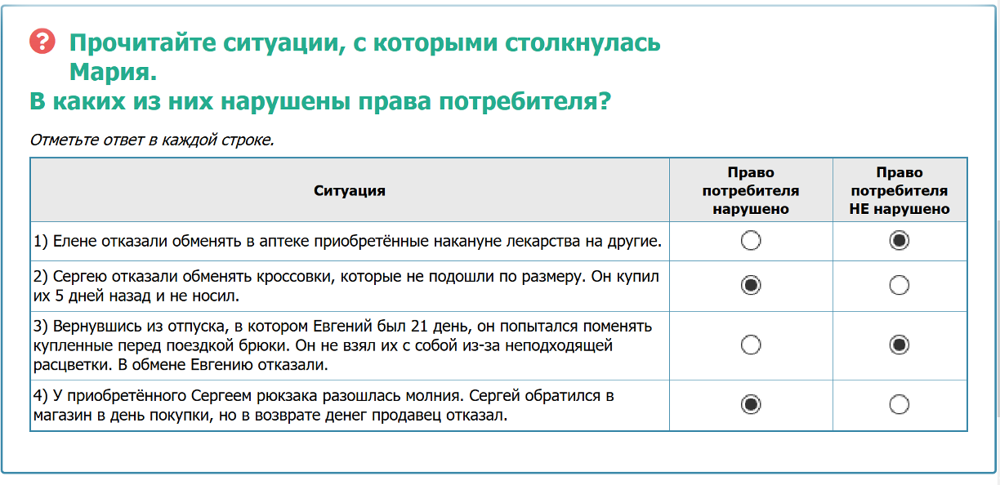 Прочитайте ситуации, с которыми столкнулась
Мария.
В каких из них нарушены права потребителя?
Отметьте ответ в каждой строке.
Ситуация
Право
потребителя
нарушено
Право
потребителя
НЕ нарушено
1) Елене отказали обменять в аптеке приобретённые накануне лекарства на другие.
2) Сергею отказали обменять кроссовки, которые не подошли по размеру. Он купил
их 5 дней назад и не носил.
3) Вернувшись из отпуска, в котором Евгений был 21 день, он попытался поменять
купленные перед поездкой брюки. Он не взял их с собой из-за неподходящей
расцветки. В обмене Евгению отказали.
4) У приобретённого Сергеем рюкзака разошлась молния. Сергей обратился в
магазин в день покупки, но в возврате денег продавец отказал.